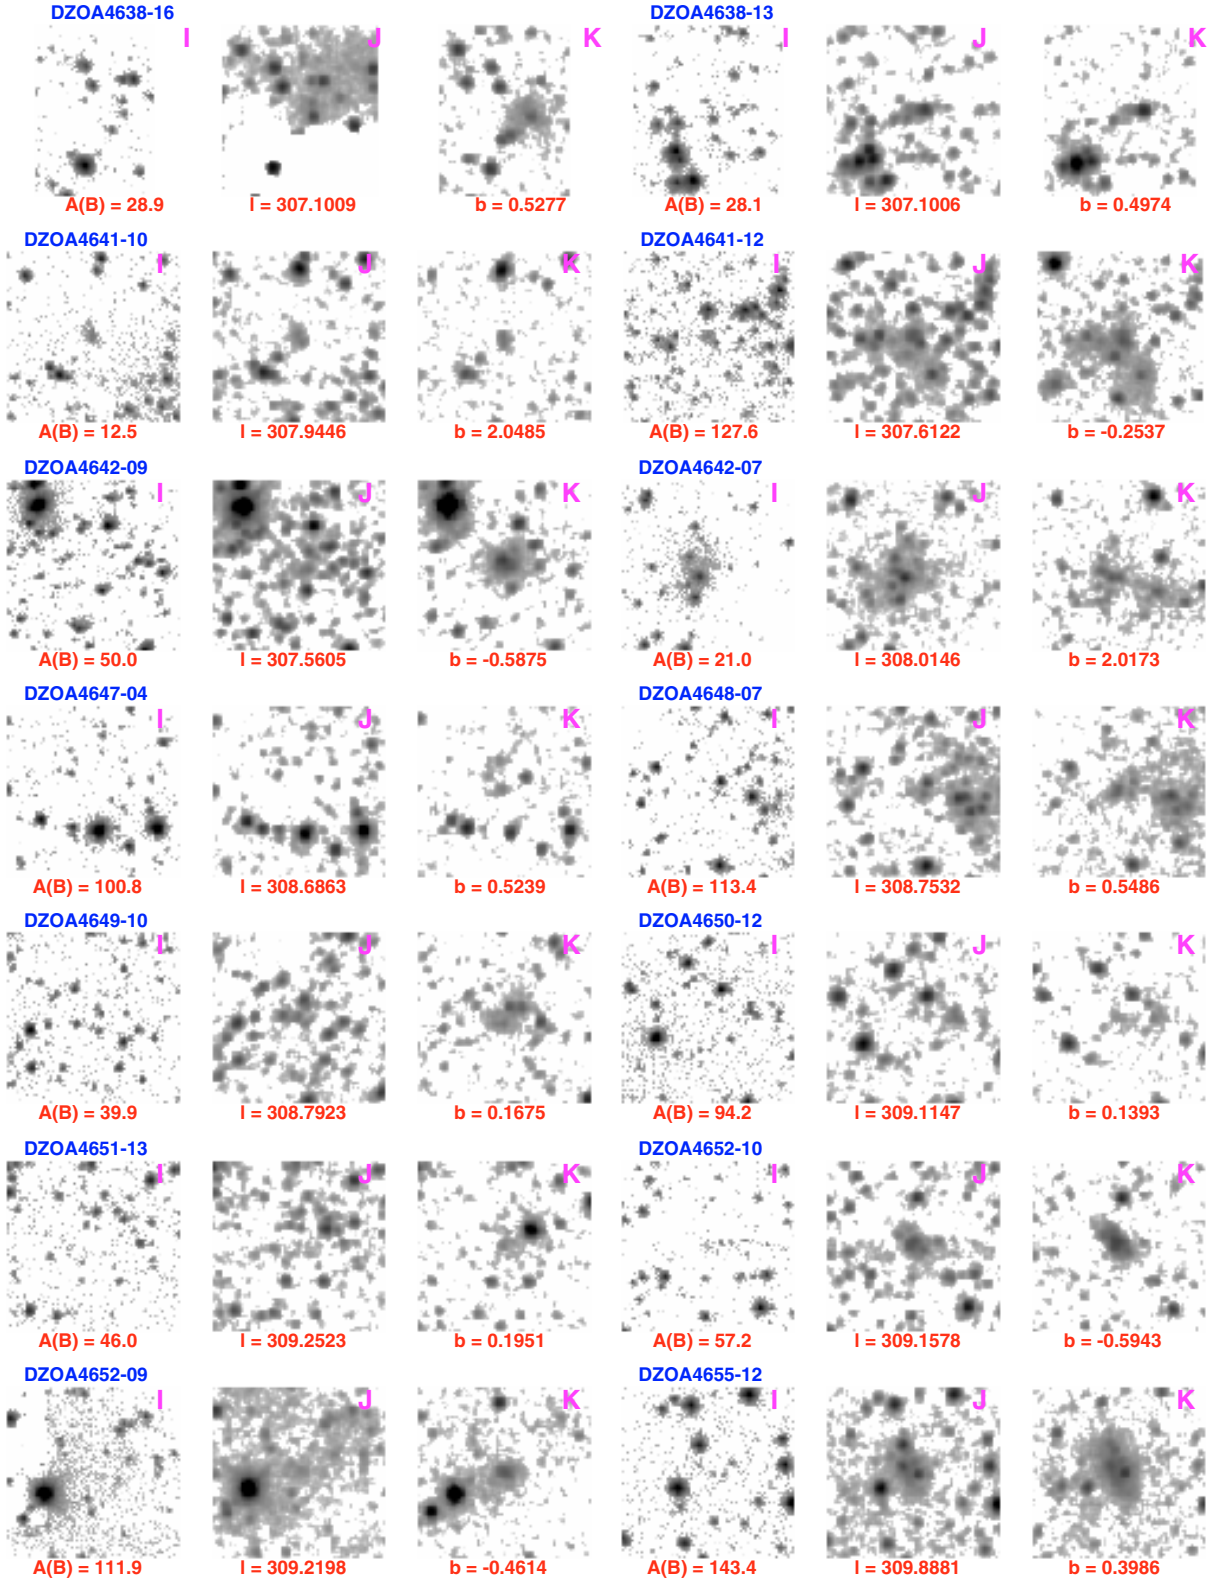 DZOA4638-16 DZOA4638-13
I J K I J K
A(B) = 28.9 l = 307.1009 b = 0.5277 A(B) = 28.1 l = 307.1006 b = 0.4974
DZOA4641-10 DZOA4641-12
I J K I J K
A(B) = 12.5 l = 307.9446 b = 2.0485 A(B) = 127.6 l = 307.6122 b = -0.2537
DZOA4642-09 DZOA4642-07
I J K I J K
A(B) = 50.0 l = 307.5605 b = -0.5875 A(B) = 21.0 l = 308.0146 b = 2.0173
DZOA4647-04 DZOA4648-07
I J K I J K
A(B) = 100.8 l = 308.6863 b = 0.5239 A(B) = 113.4 l = 308.7532 b = 0.5486
DZOA4649-10 DZOA4650-12
I J K I J K
A(B) = 39.9 l = 308.7923 b = 0.1675 A(B) = 94.2 l = 309.1147 b = 0.1393
DZOA4651-13 DZOA4652-10
I J K I J K
A(B) = 46.0 l = 309.2523 b = 0.1951 A(B) = 57.2 l = 309.1578 b = -0.5943
DZOA4652-09 DZOA4655-12
I J K I J K
A(B) = 111.9 l = 309.2198 b = -0.4614 A(B) = 143.4 l = 309.8881 b = 0.3986